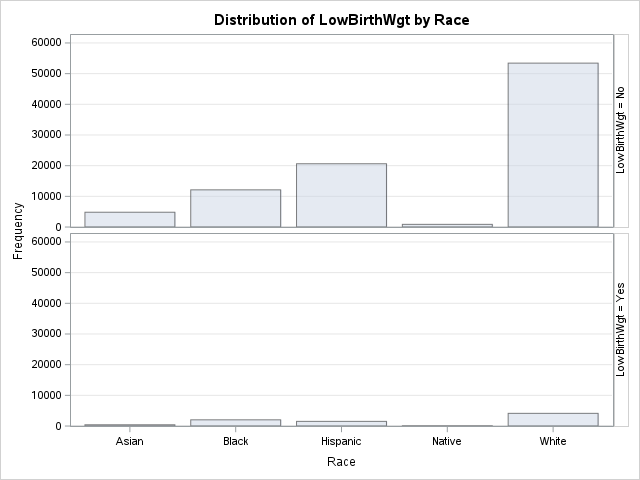 Distribution of LowBirthWgt by Race
Frequency
60000
50000
40000
30000
20000
10000
0
LowBirthWgt = No
60000
50000
40000
30000
20000
10000
0
LowBirthWgt = Yes
Asian Black Hispanic Native White
Race